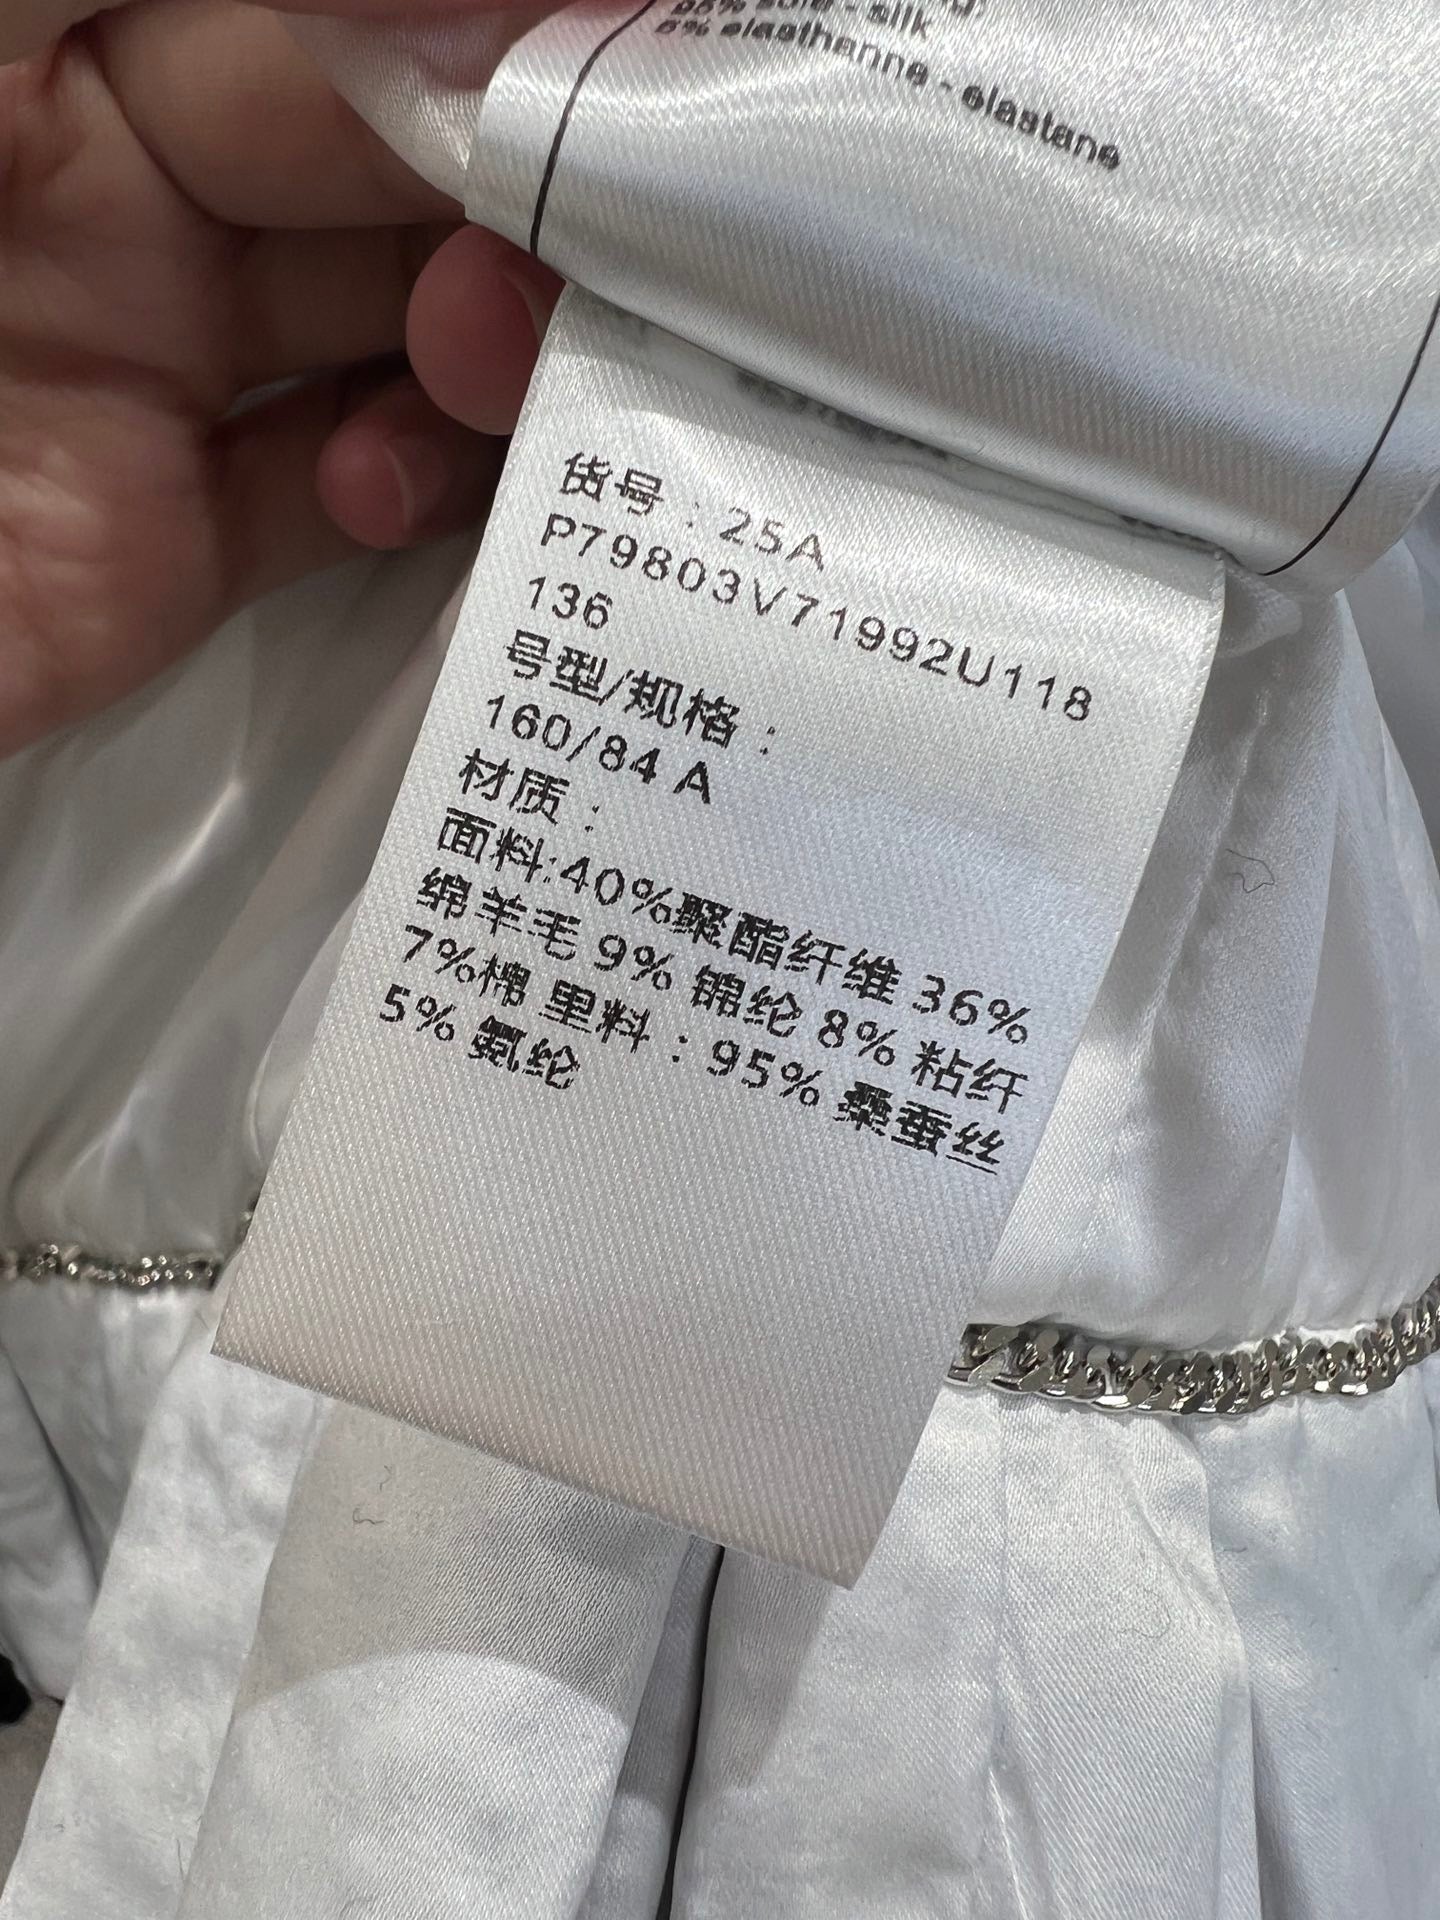 silk
5% elasthanne - elastane
货号：25A
P79803V71992U118
136
号型/规格：
160/84 A
材质：
面料:40%聚酯纤维 36%
绵羊毛 9% 锦纶 8% 粘纤
7%棉 里料：95% 桑蚕丝
5% 氨纶